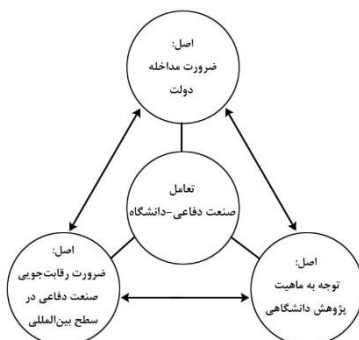 اصل:
ضرورت مداخله
دولت
تعامل
صنعت دفاعی-دانشگاه
اصل:
توجه به ماهیت
پژوهش دانشگاهی
اصل:
ضرورت رقابت‌جویی
صنعت دفاعی در
سطح بین‌المللی